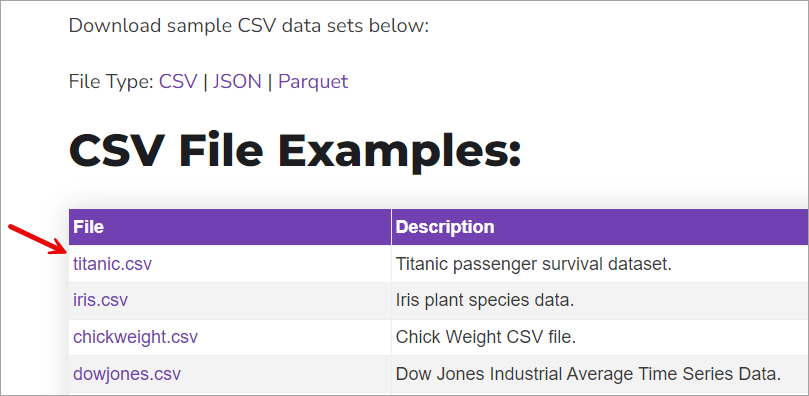 Download sample CSV data sets below:
File Type: CSV | JSON | Parquet
CSV File Examples:
File Description
titanic.csv Titanic passenger survival dataset.
iris.csv Iris plant species data.
chickweight.csv Chick Weight CSV file.
dowjones.csv Dow Jones Industrial Average Time Series Data.